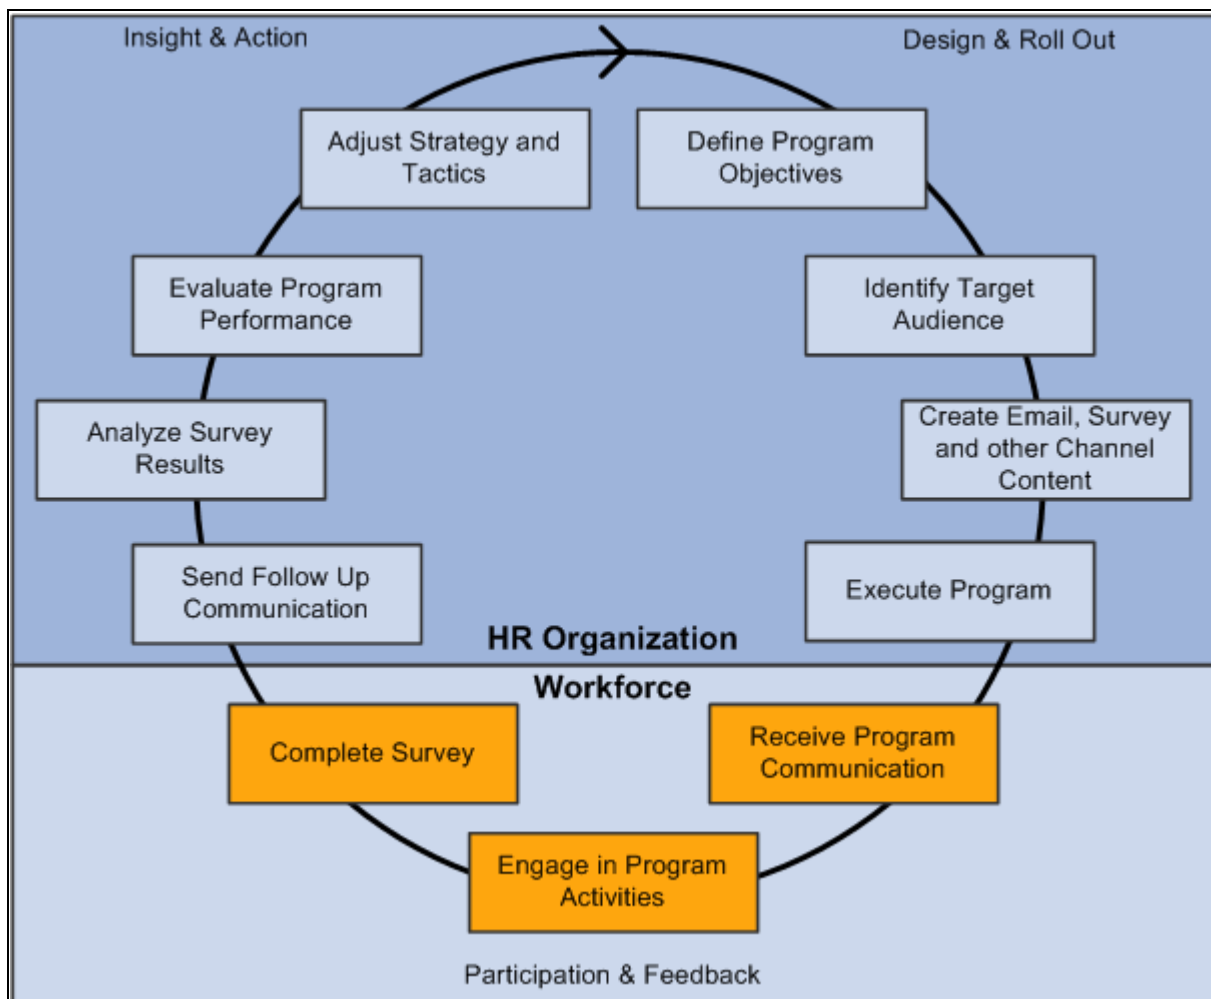 Insight & Action
Design & Roll Out
Adjust Strategy and
Tactics
Define Program
Objectives
Evaluate Program
Performance
Identify Target
Audience
Analyze Survey
Results
Create Email, Survey
and other Channel
Content
Send Follow Up
Communication
Execute Program
HR Organization
Workforce
Complete Survey
Receive Program
Communication
Engage in Program
Activities
Participation & Feedback